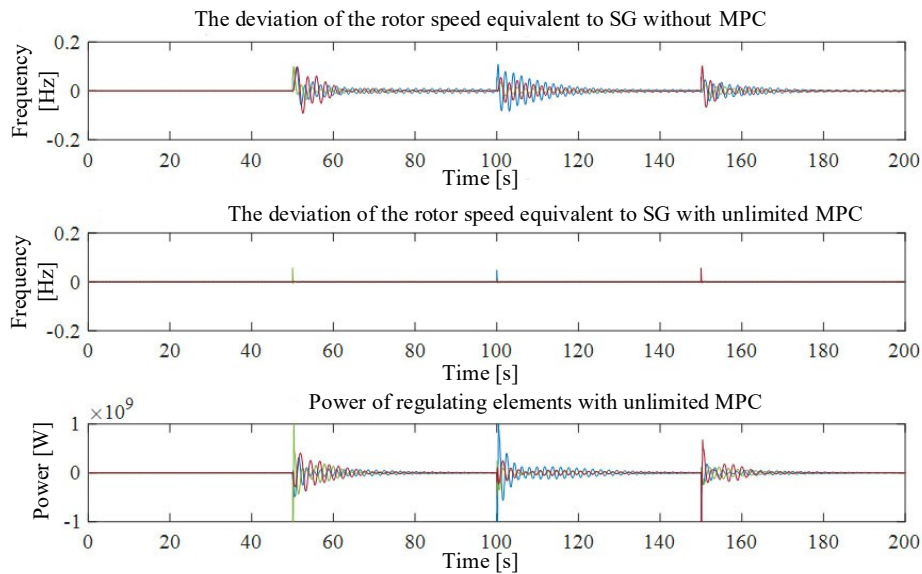 The deviation of the rotor speed equivalent to SG without MPC
Frequency
[Hz]
0.2
0
-0.2
0 20 40 60 80 100 120 140 160 180 200
Time [s]
The deviation of the rotor speed equivalent to SG with unlimited MPC
Frequency
[Hz]
0.2
0
-0.2
0 20 40 60 80 100 120 140 160 180 200
Time [s]
Power of regulating elements with unlimited MPC
×10⁹
Power [W]
1
0
-1
0 20 40 60 80 100 120 140 160 180 200
Time [s]